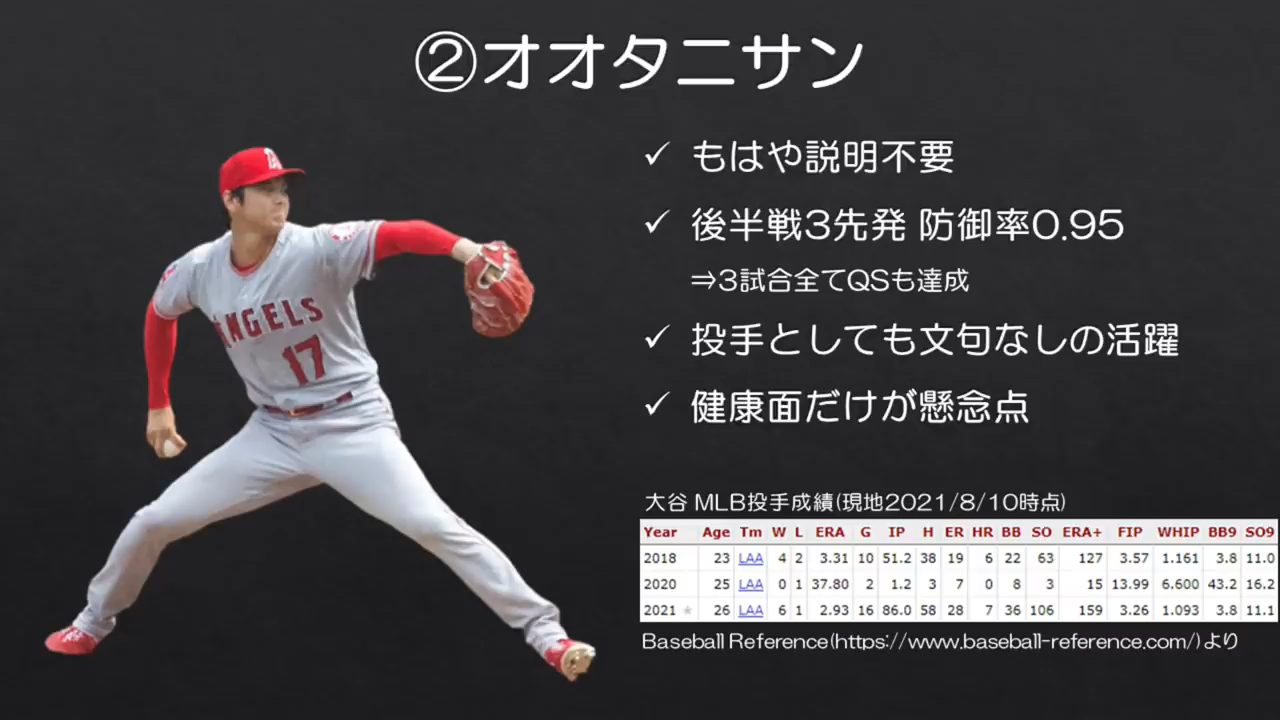 ②オオタニサン
✓ もはや説明不要
✓ 後半戦3先発 防御率0.95
⇒3試合全てQSも達成
✓ 投手としても文句なしの活躍
✓ 健康面だけが懸念点
ANGELS
17
大谷 MLB投手成績(現地2021/8/10時点)
Year Age Tm W L ERA G IP H ER HR BB SO ERA+ FIP WHIP BB9 SO9
2018 23 LAA 4 2 3.31 10 51.2 38 19 6 22 63 127 3.57 1.161 3.8 11.0
2020 25 LAA 0 1 37.80 2 1.2 3 7 0 8 3 15 13.99 6.600 43.2 16.2
2021 ★ 26 LAA 6 1 2.93 16 86.0 58 28 7 36 106 159 3.26 1.093 3.8 11.1
Baseball Reference(https://www.baseball-reference.com/)より